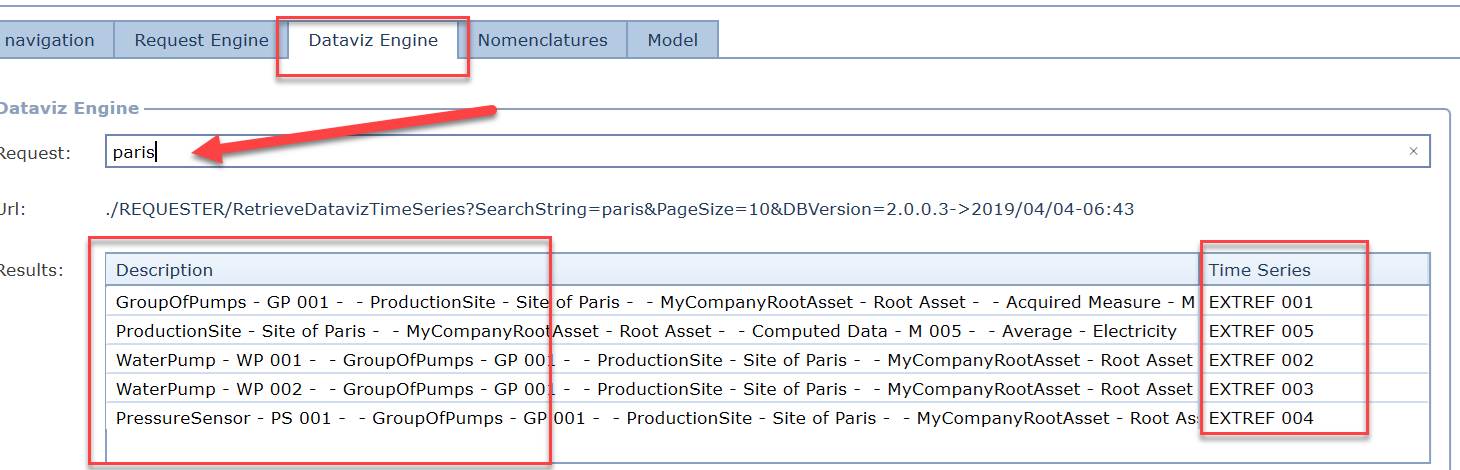 navigation Request Engine Dataviz Engine Nomenclatures Model
Dataviz Engine
Request: paris ×
Url: ./REQUESTER/RetrieveDatavizTimeSeries?SearchString=paris&PageSize=10&DBVersion=2.0.0.3->2019/04/04-06:43
Results: Description Time Series
GroupOfPumps - GP 001 - - ProductionSite - Site of Paris - - MyCompanyRootAsset - Root Asset - - Acquired Measure - M EXTREF 001
ProductionSite - Site of Paris - - MyCompanyRootAsset - Root Asset - - Computed Data - M 005 - - Average - Electricity EXTREF 005
WaterPump - WP 001 - - GroupOfPumps - GP 001 - - ProductionSite - Site of Paris - - MyCompanyRootAsset - Root Asset EXTREF 002
WaterPump - WP 002 - - GroupOfPumps - GP 001 - - ProductionSite - Site of Paris - - MyCompanyRootAsset - Root Asset EXTREF 003
PressureSensor - PS 001 - - GroupOfPumps - GP 001 - - ProductionSite - Site of Paris - - MyCompanyRootAsset - Root As EXTREF 004